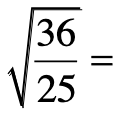 √(36/25) =